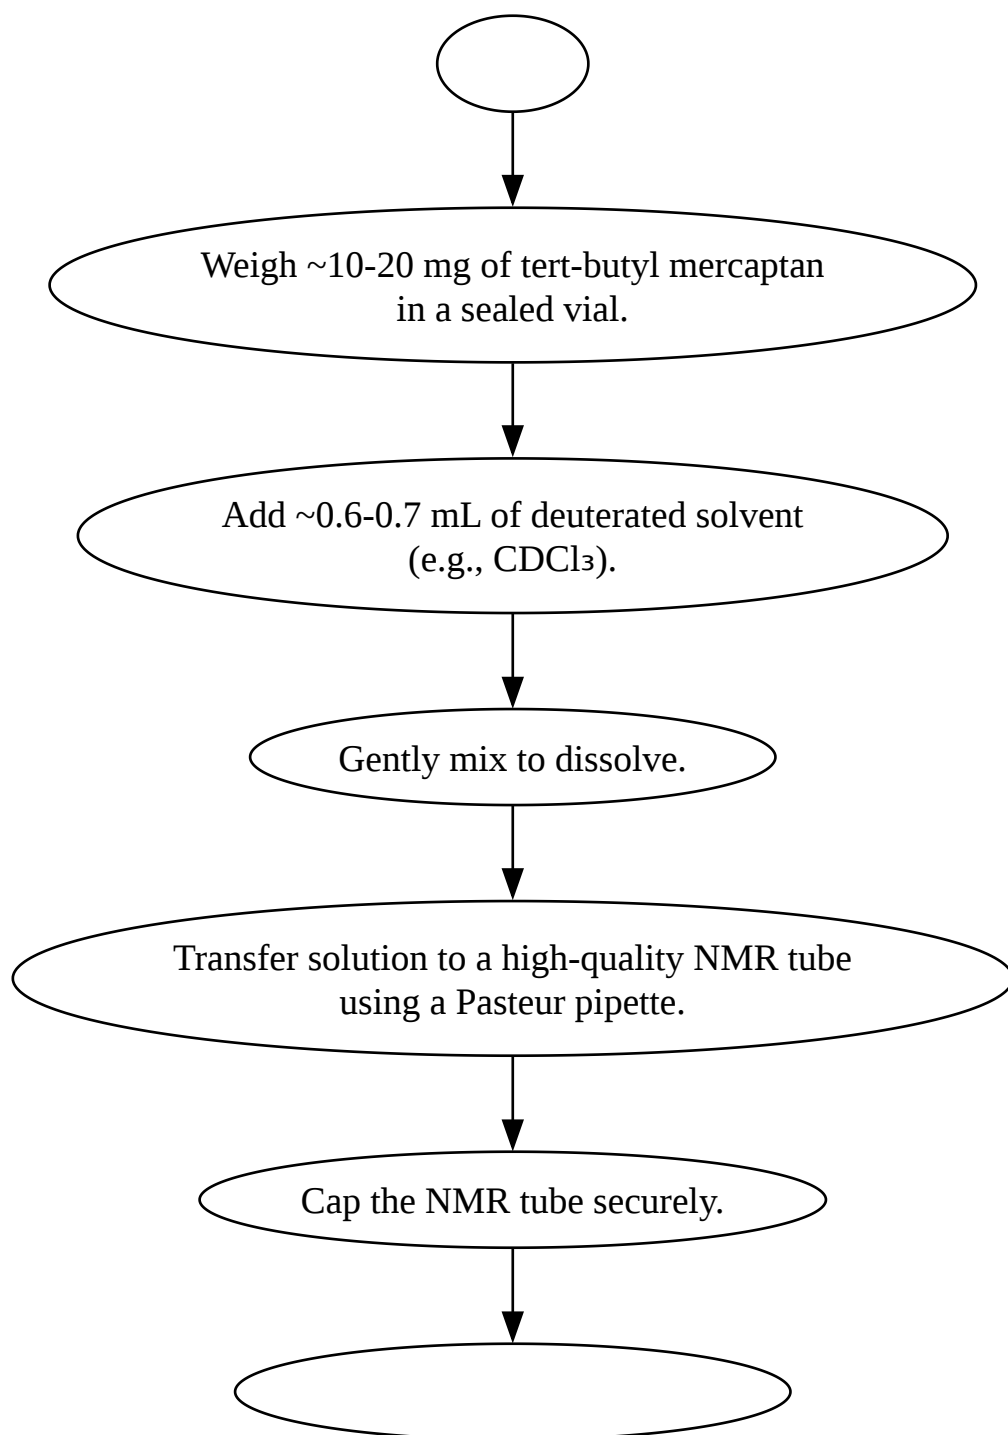 Weigh ~10-20 mg of tert-butyl mercaptan
in a sealed vial.
Add ~0.6-0.7 mL of deuterated solvent
(e.g., CDCl₃).
Gently mix to dissolve.
Transfer solution to a high-quality NMR tube
using a Pasteur pipette.
Cap the NMR tube securely.